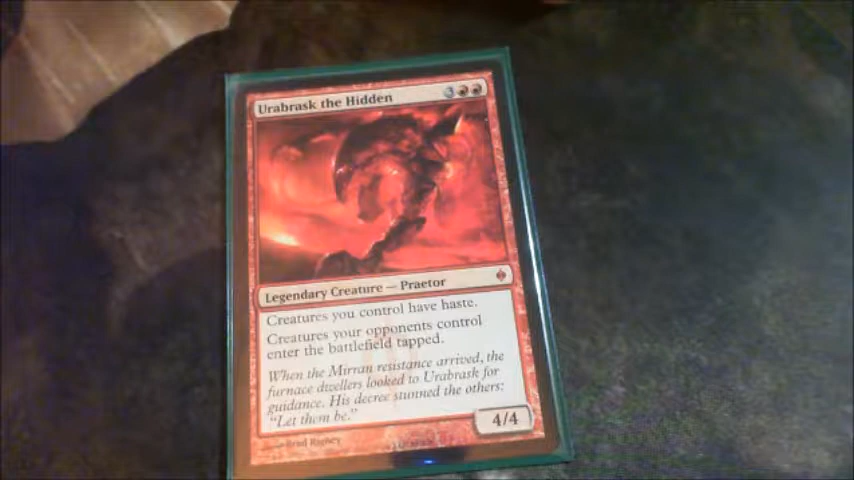 Urabrask the Hidden
Legendary Creature — Praetor
Creatures you control have haste.
Creatures your opponents control
enter the battlefield tapped.
When the Mirran resistance arrived, the
furnace dwellers looked to Urabrask for
guidance. His decree stunned the others:
"Let them be."
4/4